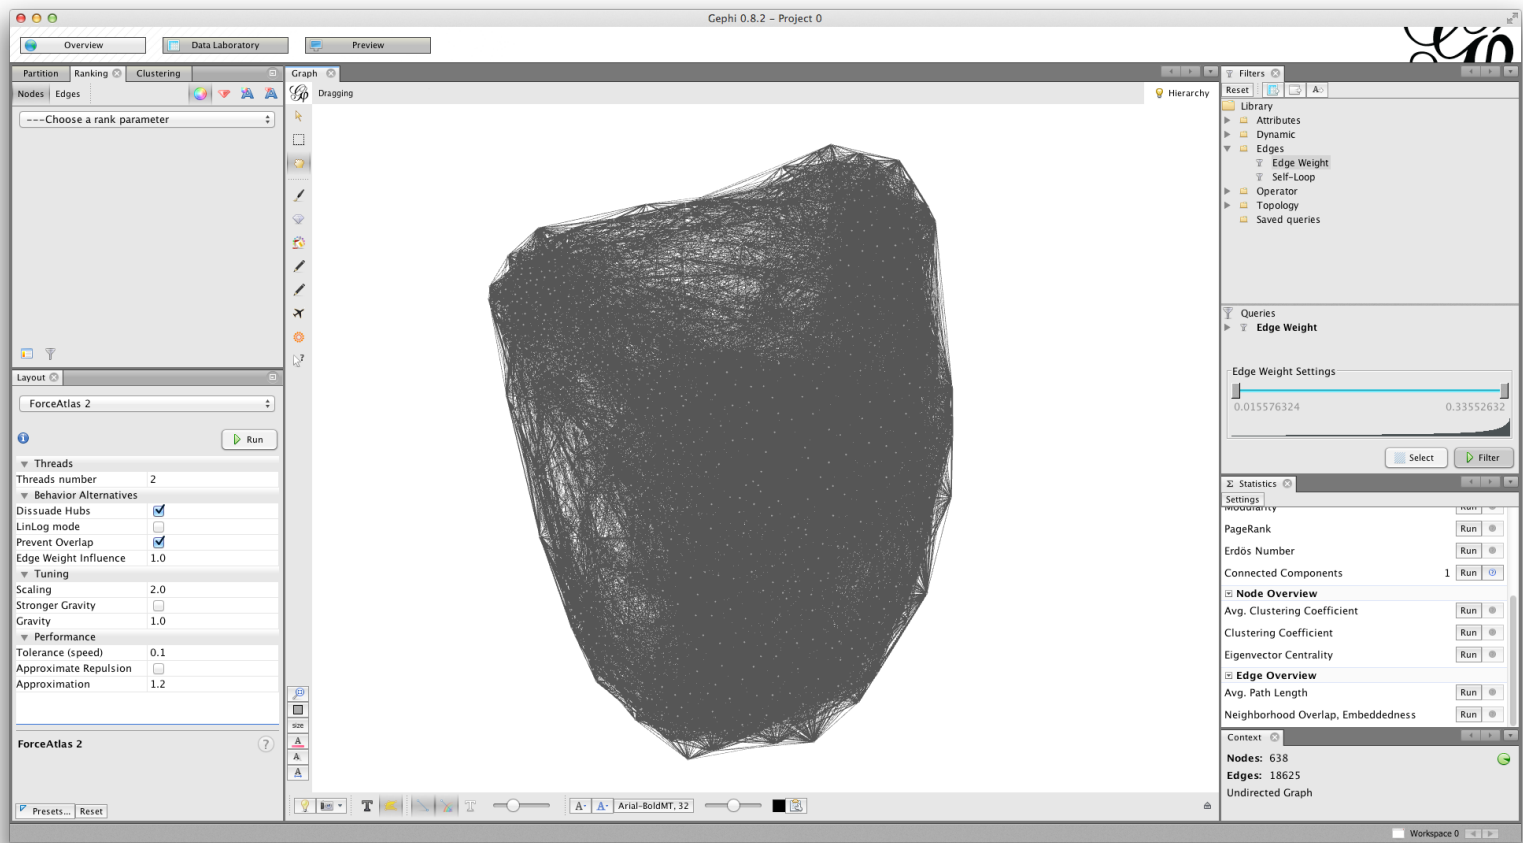 Gephi 0.8.2 - Project 0
Overview
Data Laboratory
Preview
Partition
Ranking
Clustering
Nodes
Edges
---Choose a rank parameter
Layout
ForceAtlas 2
Run
Threads
Threads number 2
Behavior Alternatives
Dissuade Hubs
LinLog mode
Prevent Overlap
Edge Weight Influence 1.0
Tuning
Scaling 2.0
Stronger Gravity
Gravity 1.0
Performance
Tolerance (speed) 0.1
Approximate Repulsion
Approximation 1.2
ForceAtlas 2
?
Presets...
Reset
Graph
Dragging
Hierarchy
size
A
A
A
T
T
A-
A-
Arial-BoldMT, 32
Filters
Reset
Library
Attributes
Dynamic
Edges
Edge Weight
Self-Loop
Operator
Topology
Saved queries
Queries
Edge Weight
Edge Weight Settings
0.015576324 0.33552632
Select
Filter
Σ Statistics
Settings
Modularity Run
PageRank Run
Erdös Number Run
Connected Components 1 Run
Node Overview
Avg. Clustering Coefficient Run
Clustering Coefficient Run
Eigenvector Centrality Run
Edge Overview
Avg. Path Length Run
Neighborhood Overlap, Embeddedness Run
Context
Nodes: 638
Edges: 18625
Undirected Graph
Workspace 0